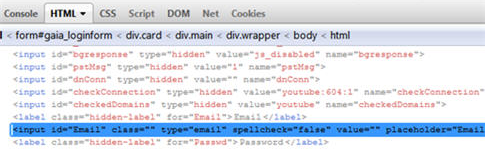 Console HTML CSS Script DOM Net Cookies
< form#gaia_loginform < div.card < div.main < div.wrapper < body < html
<input id="bgresponse" type="hidden" value="js_disabled" name="bgresponse">
<input id="pstMsg" type="hidden" value="1" name="pstMsg">
<input id="dnConn" type="hidden" value="" name="dnConn">
<input id="checkConnection" type="hidden" value="youtube:604:1" name="checkConnection"
<input id="checkedDomains" type="hidden" value="youtube" name="checkedDomains">
<label class="hidden-label" for="Email">Email</label>
<input id="Email" class="" type="email" spellcheck="false" value="" placeholder="Email
<label class="hidden-label" for="Passwd">Password</label>